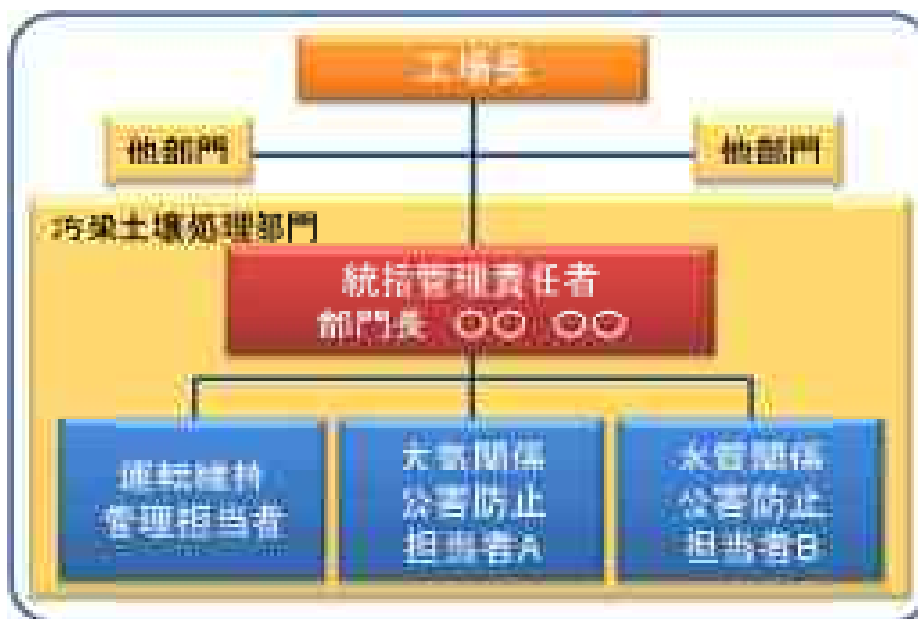 工場長
他部門
他部門
汚染土壌処理部門
統括管理責任者
部門長 〇〇 〇〇
運転維持
管理担当者
大気関係
公害防止
担当者A
水質関係
公害防止
担当者B